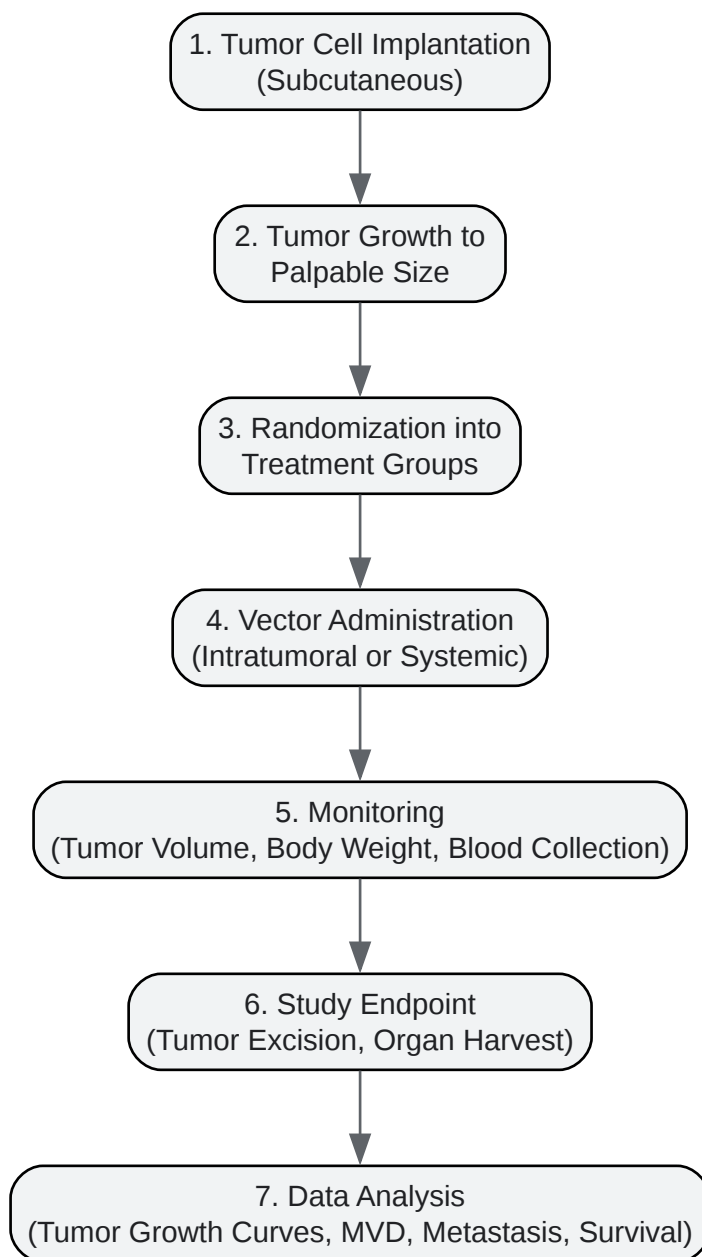 1. Tumor Cell Implantation
(Subcutaneous)
2. Tumor Growth to
Palpable Size
3. Randomization into
Treatment Groups
4. Vector Administration
(Intratumoral or Systemic)
5. Monitoring
(Tumor Volume, Body Weight, Blood Collection)
6. Study Endpoint
(Tumor Excision, Organ Harvest)
7. Data Analysis
(Tumor Growth Curves, MVD, Metastasis, Survival)